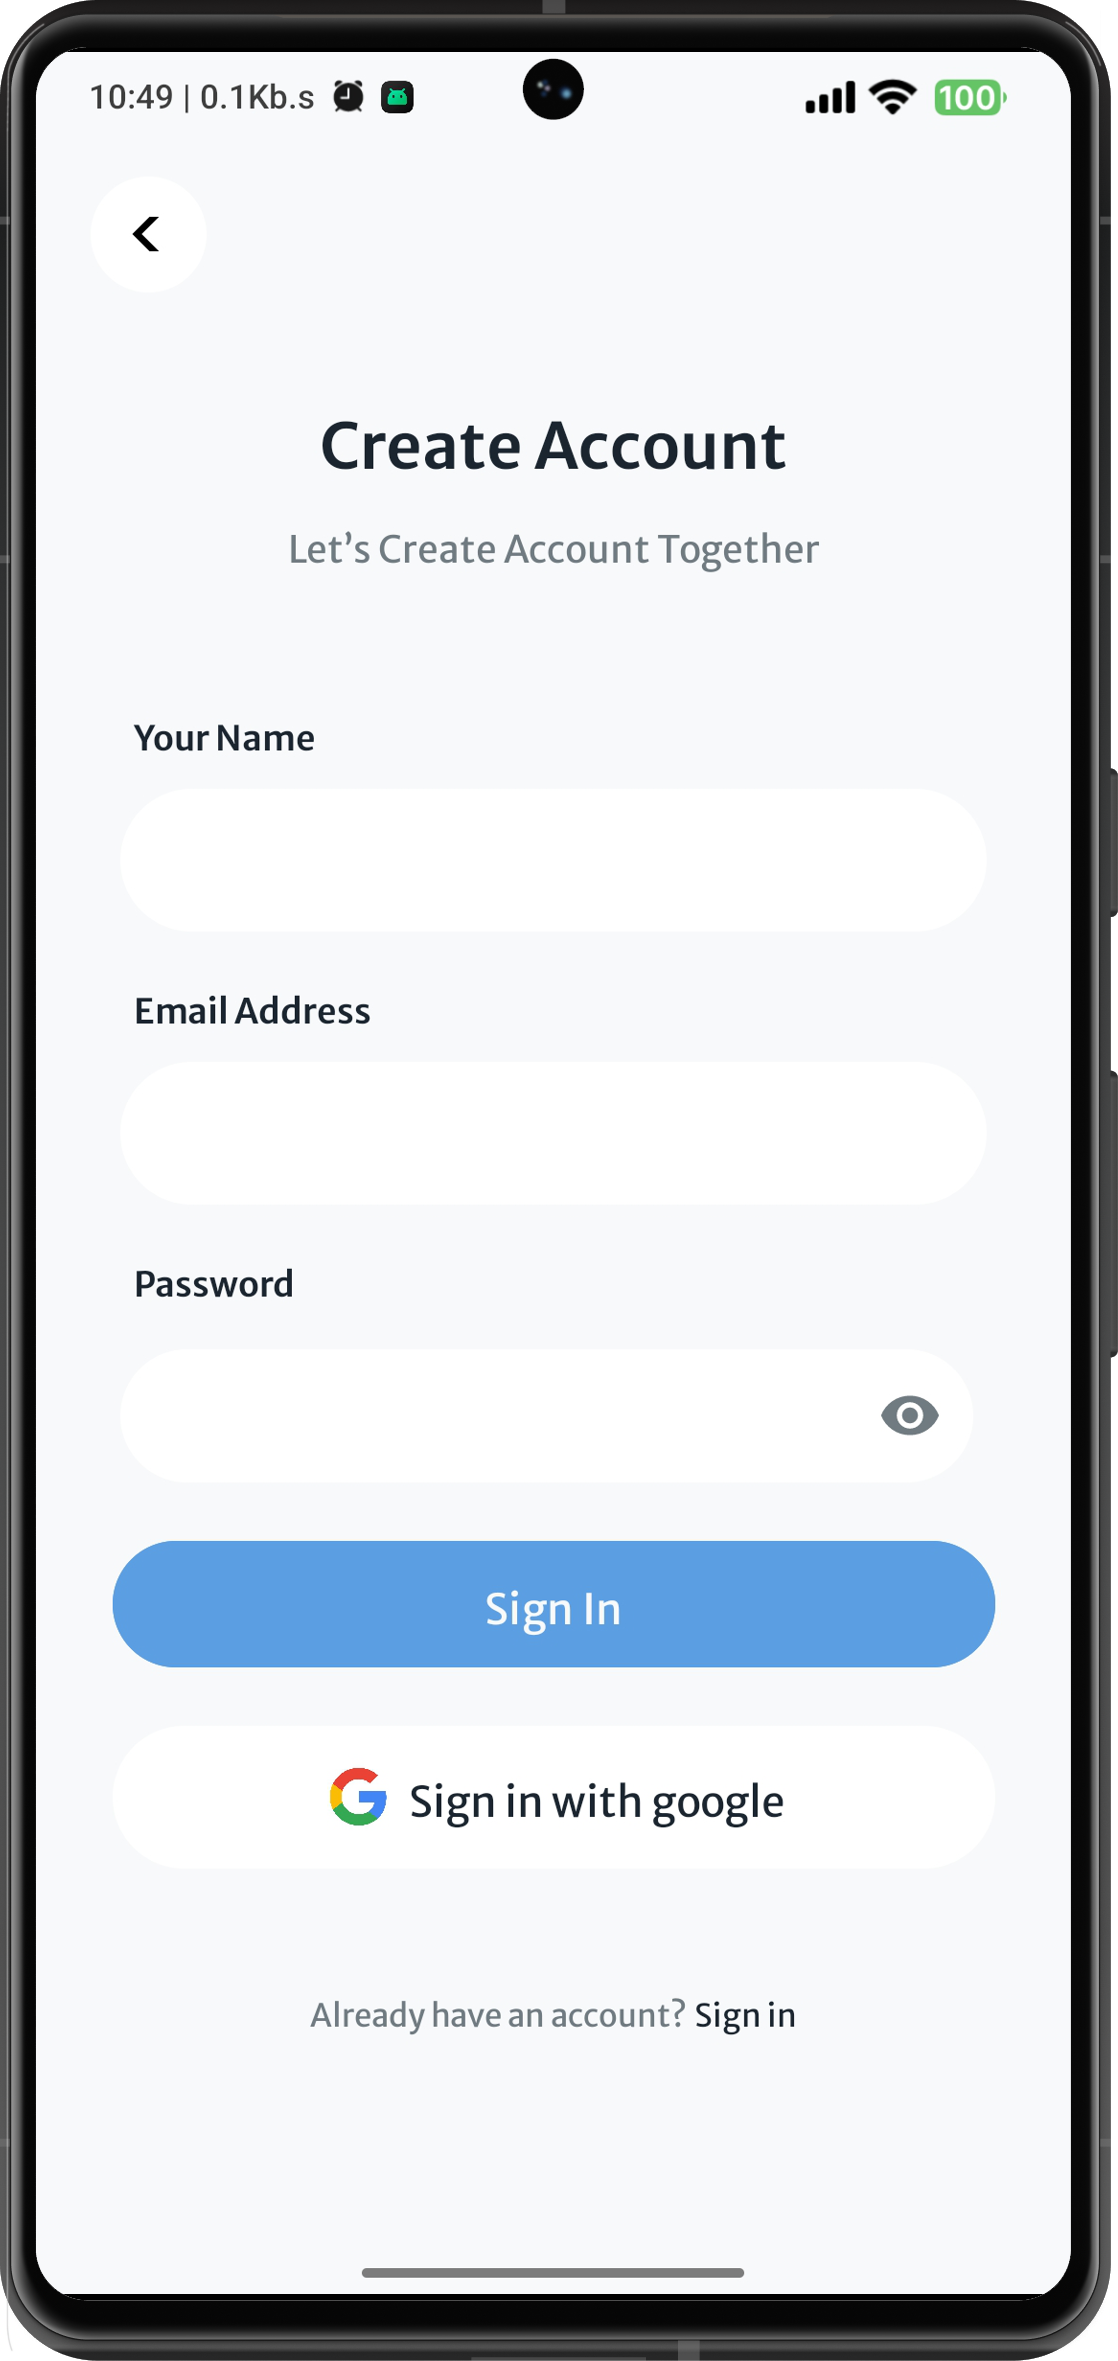 10:49 | 0.1Kb.s 100
Create Account
Let’s Create Account Together
Your Name
Email Address
Password
Sign In
Sign in with google
Already have an account? Sign in